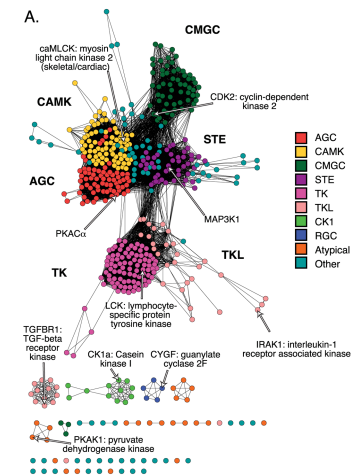 A.
CMGC
caMLCK: myosin
light chain kinase 2
(skeletal/cardiac)
CDK2: cyclin-dependent
kinase 2
CAMK
STE
AGC
AGC
CAMK
CMGC
STE
TK
TKL
CK1
RGC
Atypical
Other
MAP3K1
PKACα
TK
TKL
LCK: lymphocyte-
specific protein
tyrosine kinase
TGFBR1:
TGF-beta
receptor
kinase
IRAK1: interleukin-1
receptor associated kinase
CK1a: Casein
kinase I
CYGF: guanylate
cyclase 2F
PKAK1: pyruvate
dehydrogenase kinase